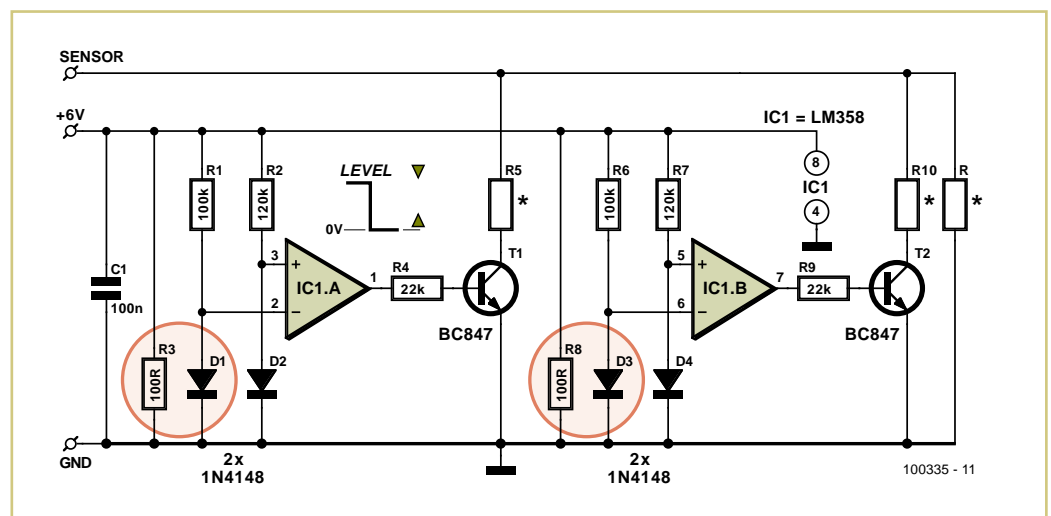 SENSOR
+6V
IC1 = LM358
R1
100k
R2
120k
LEVEL
0V
R5
*
R6
100k
R7
120k
8
IC1
4
R10
*
R
*
C1
100n
3
+
2
−
IC1.A
1
R4
22k
T1
BC847
5
+
6
−
IC1.B
7
R9
22k
T2
BC847
R3
100R
D1
D2
R8
100R
D3
D4
GND
2x
1N4148
2x
1N4148
100335 - 11